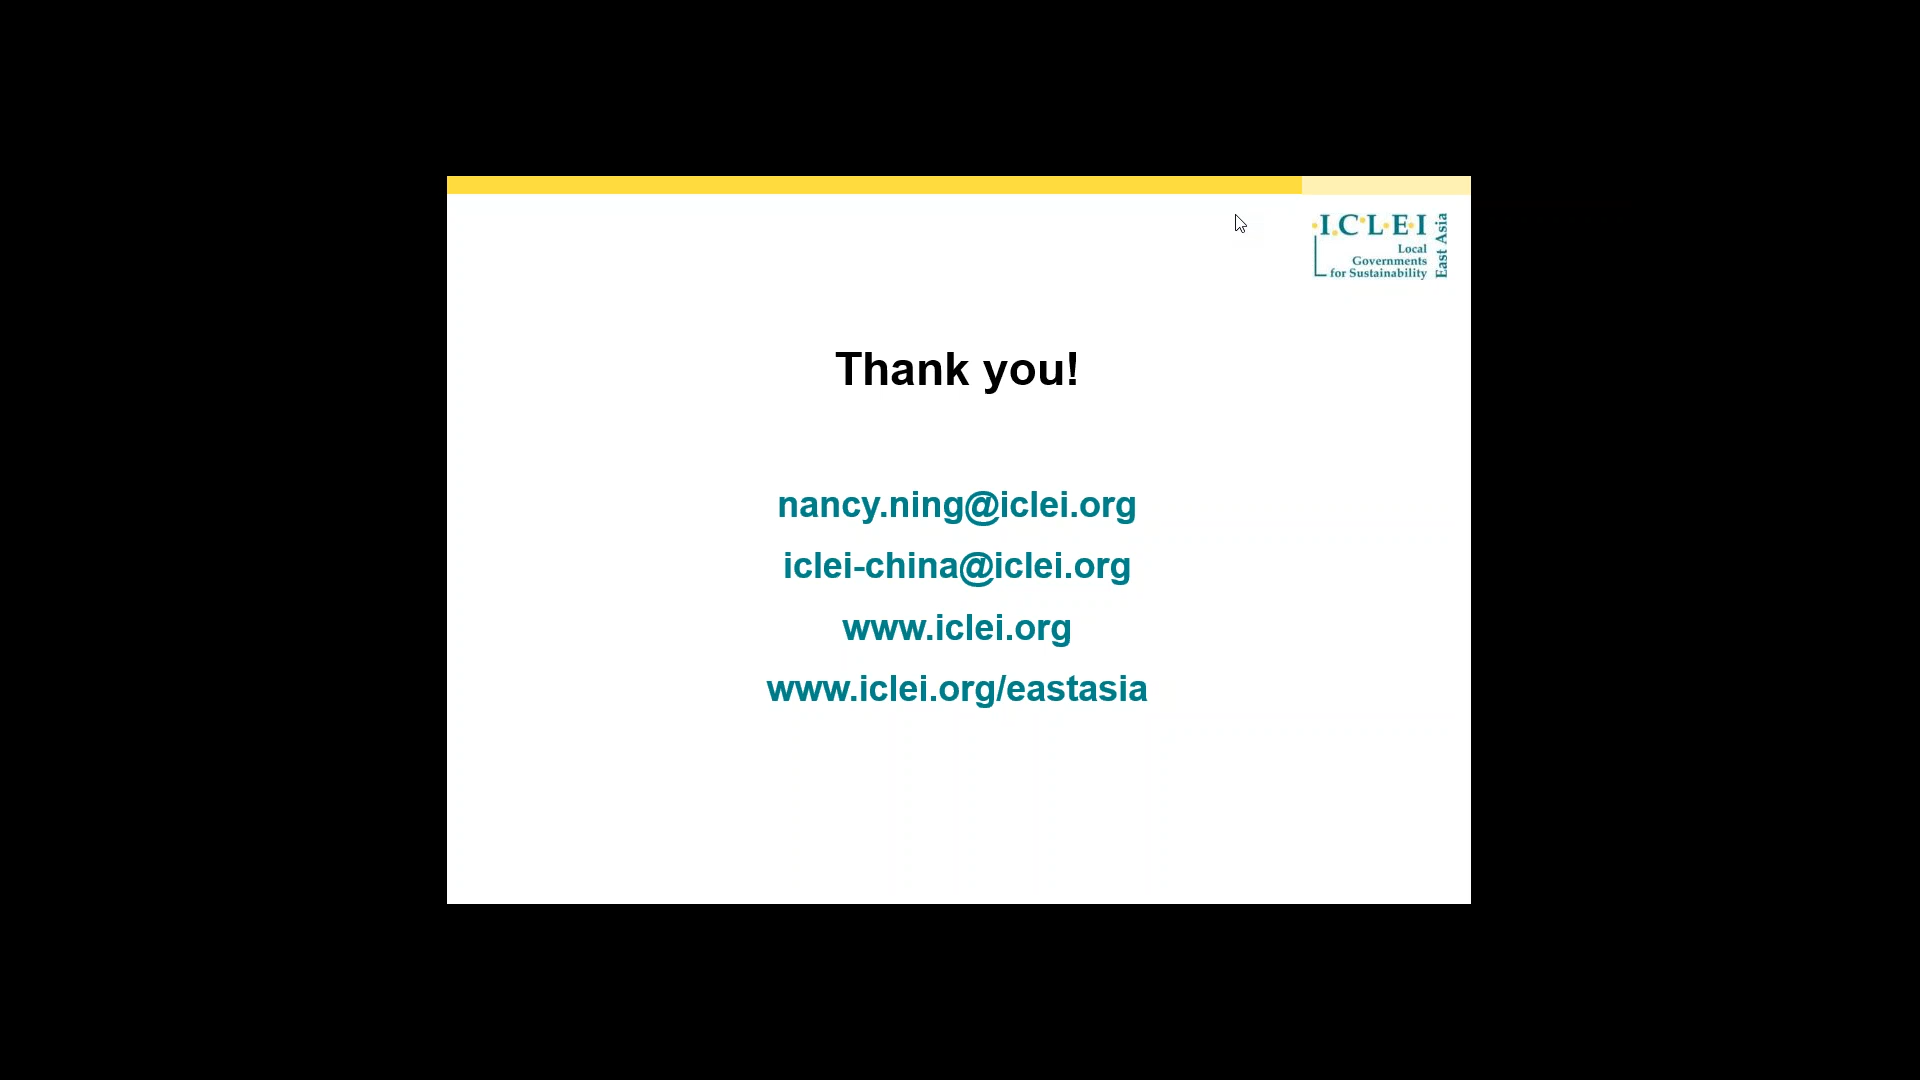 I.C.L.E.I
Local
Governments
for Sustainability
East Asia
Thank you!
nancy.ning@iclei.org
iclei-china@iclei.org
www.iclei.org
www.iclei.org/eastasia